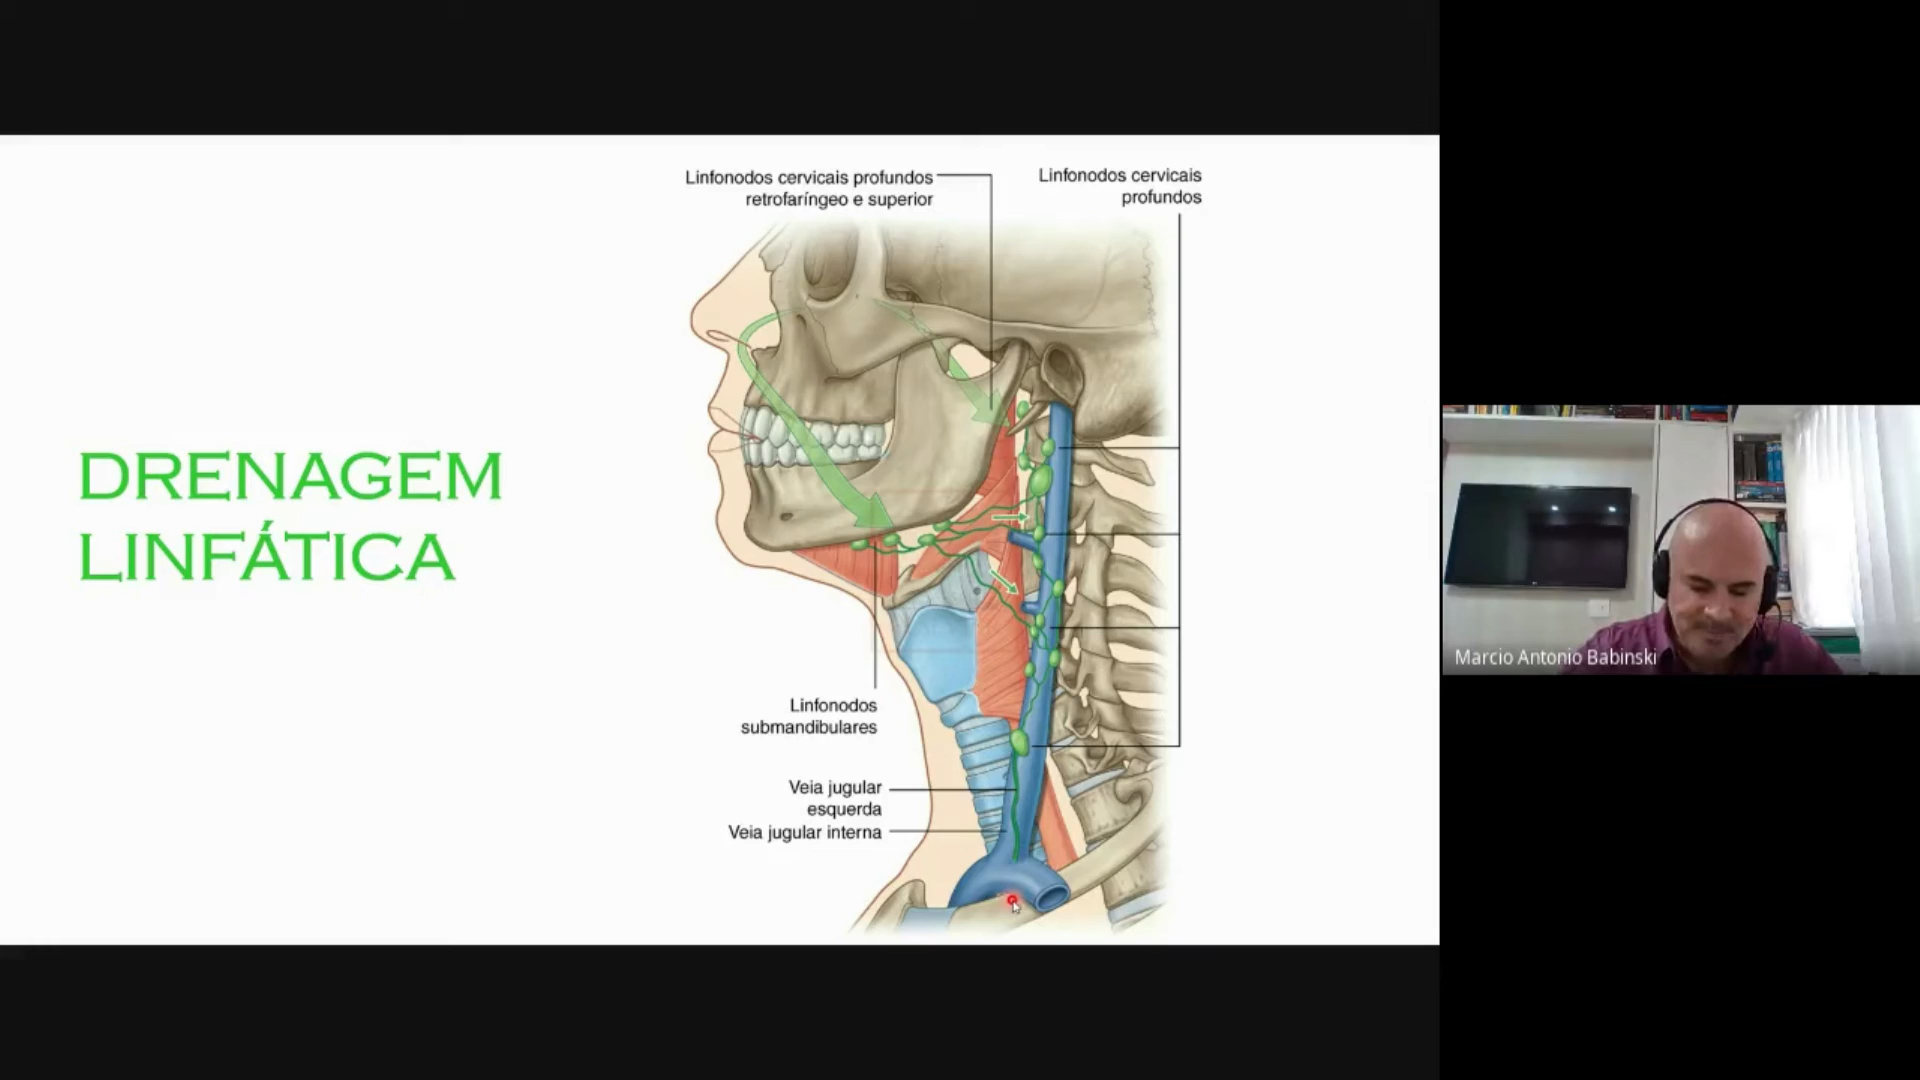 Linfonodos cervicais profundos
retrofaríngeo e superior
Linfonodos cervicais
profundos
DRENAGEM
LINFÁTICA
Linfonodos
submandibulares
Veia jugular
esquerda
Veia jugular interna
Marcio Antonio Babinski